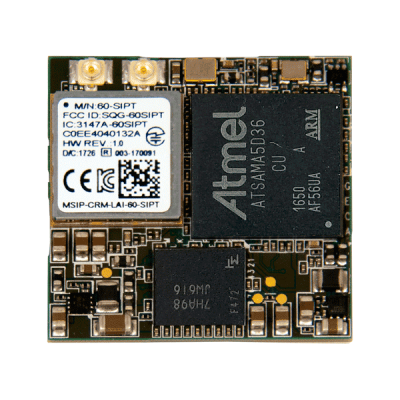 M/N:60-SIPT
FCC ID:SQG-60SIPT
IC:3147A-60SIPT
C0EE4040132A
HW REV :1.0
D/C:1726 R 003-170091
CE
MSIP-CRM-LAI-60-SIPT
Atmel
ATSAMA5D36
CU
A ARM
1650
AF56UA
7HA98
JW616